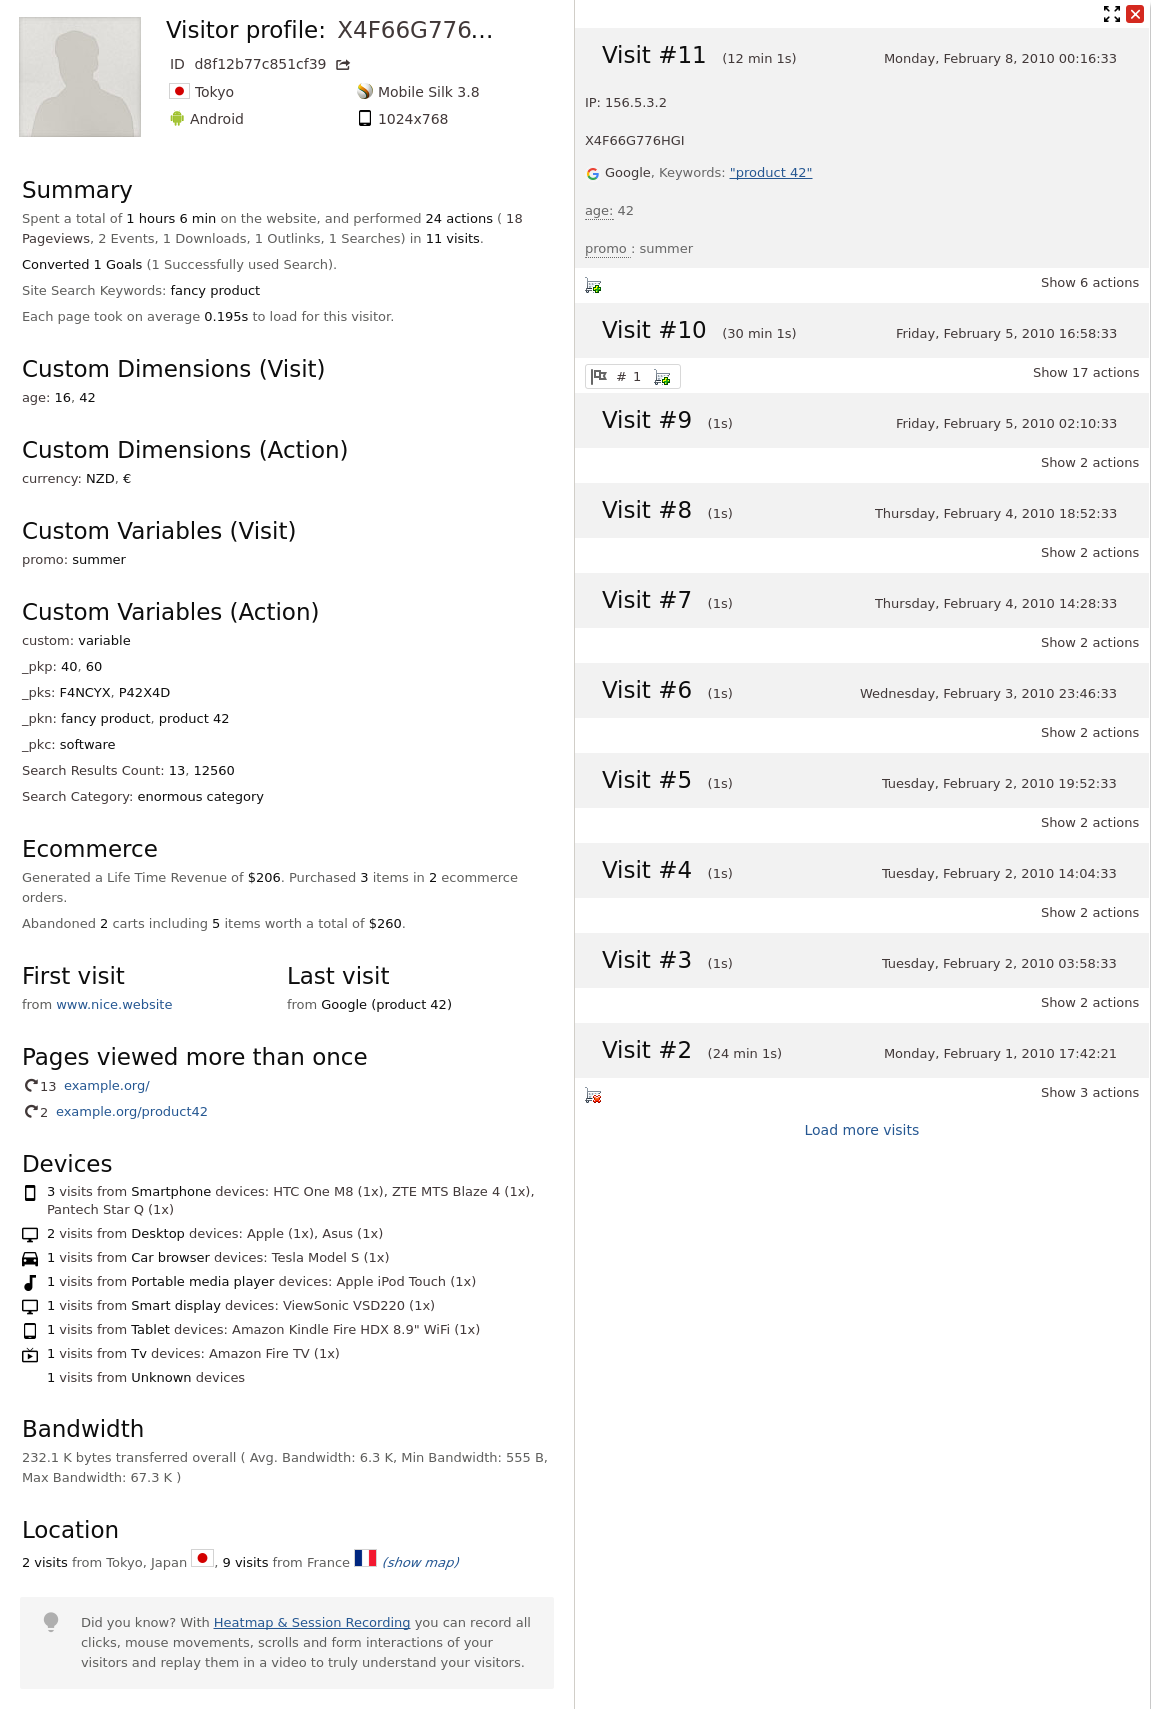 Visitor profile: X4F66G776...
ID d8f12b77c851cf39
Tokyo
Mobile Silk 3.8
Android
1024x768
Summary
Spent a total of 1 hours 6 min on the website, and performed 24 actions ( 18
Pageviews, 2 Events, 1 Downloads, 1 Outlinks, 1 Searches) in 11 visits.
Converted 1 Goals (1 Successfully used Search).
Site Search Keywords: fancy product
Each page took on average 0.195s to load for this visitor.
Custom Dimensions (Visit)
age: 16, 42
Custom Dimensions (Action)
currency: NZD, €
Custom Variables (Visit)
promo: summer
Custom Variables (Action)
custom: variable
_pkp: 40, 60
_pks: F4NCYX, P42X4D
_pkn: fancy product, product 42
_pkc: software
Search Results Count: 13, 12560
Search Category: enormous category
Ecommerce
Generated a Life Time Revenue of $206. Purchased 3 items in 2 ecommerce
orders.
Abandoned 2 carts including 5 items worth a total of $260.
First visit
from www.nice.website
Last visit
from Google (product 42)
Pages viewed more than once
13 example.org/
2 example.org/product42
Devices
3 visits from Smartphone devices: HTC One M8 (1x), ZTE MTS Blaze 4 (1x),
Pantech Star Q (1x)
2 visits from Desktop devices: Apple (1x), Asus (1x)
1 visits from Car browser devices: Tesla Model S (1x)
1 visits from Portable media player devices: Apple iPod Touch (1x)
1 visits from Smart display devices: ViewSonic VSD220 (1x)
1 visits from Tablet devices: Amazon Kindle Fire HDX 8.9" WiFi (1x)
1 visits from Tv devices: Amazon Fire TV (1x)
1 visits from Unknown devices
Bandwidth
232.1 K bytes transferred overall ( Avg. Bandwidth: 6.3 K, Min Bandwidth: 555 B,
Max Bandwidth: 67.3 K )
Location
2 visits from Tokyo, Japan , 9 visits from France (show map)
Did you know? With Heatmap & Session Recording you can record all
clicks, mouse movements, scrolls and form interactions of your
visitors and replay them in a video to truly understand your visitors.
Visit #11 (12 min 1s) Monday, February 8, 2010 00:16:33
IP: 156.5.3.2
X4F66G776HGI
Google, Keywords: "product 42"
age: 42
promo : summer
Show 6 actions
Visit #10 (30 min 1s) Friday, February 5, 2010 16:58:33
# 1
Show 17 actions
Visit #9 (1s) Friday, February 5, 2010 02:10:33
Show 2 actions
Visit #8 (1s) Thursday, February 4, 2010 18:52:33
Show 2 actions
Visit #7 (1s) Thursday, February 4, 2010 14:28:33
Show 2 actions
Visit #6 (1s) Wednesday, February 3, 2010 23:46:33
Show 2 actions
Visit #5 (1s) Tuesday, February 2, 2010 19:52:33
Show 2 actions
Visit #4 (1s) Tuesday, February 2, 2010 14:04:33
Show 2 actions
Visit #3 (1s) Tuesday, February 2, 2010 03:58:33
Show 2 actions
Visit #2 (24 min 1s) Monday, February 1, 2010 17:42:21
Show 3 actions
Load more visits